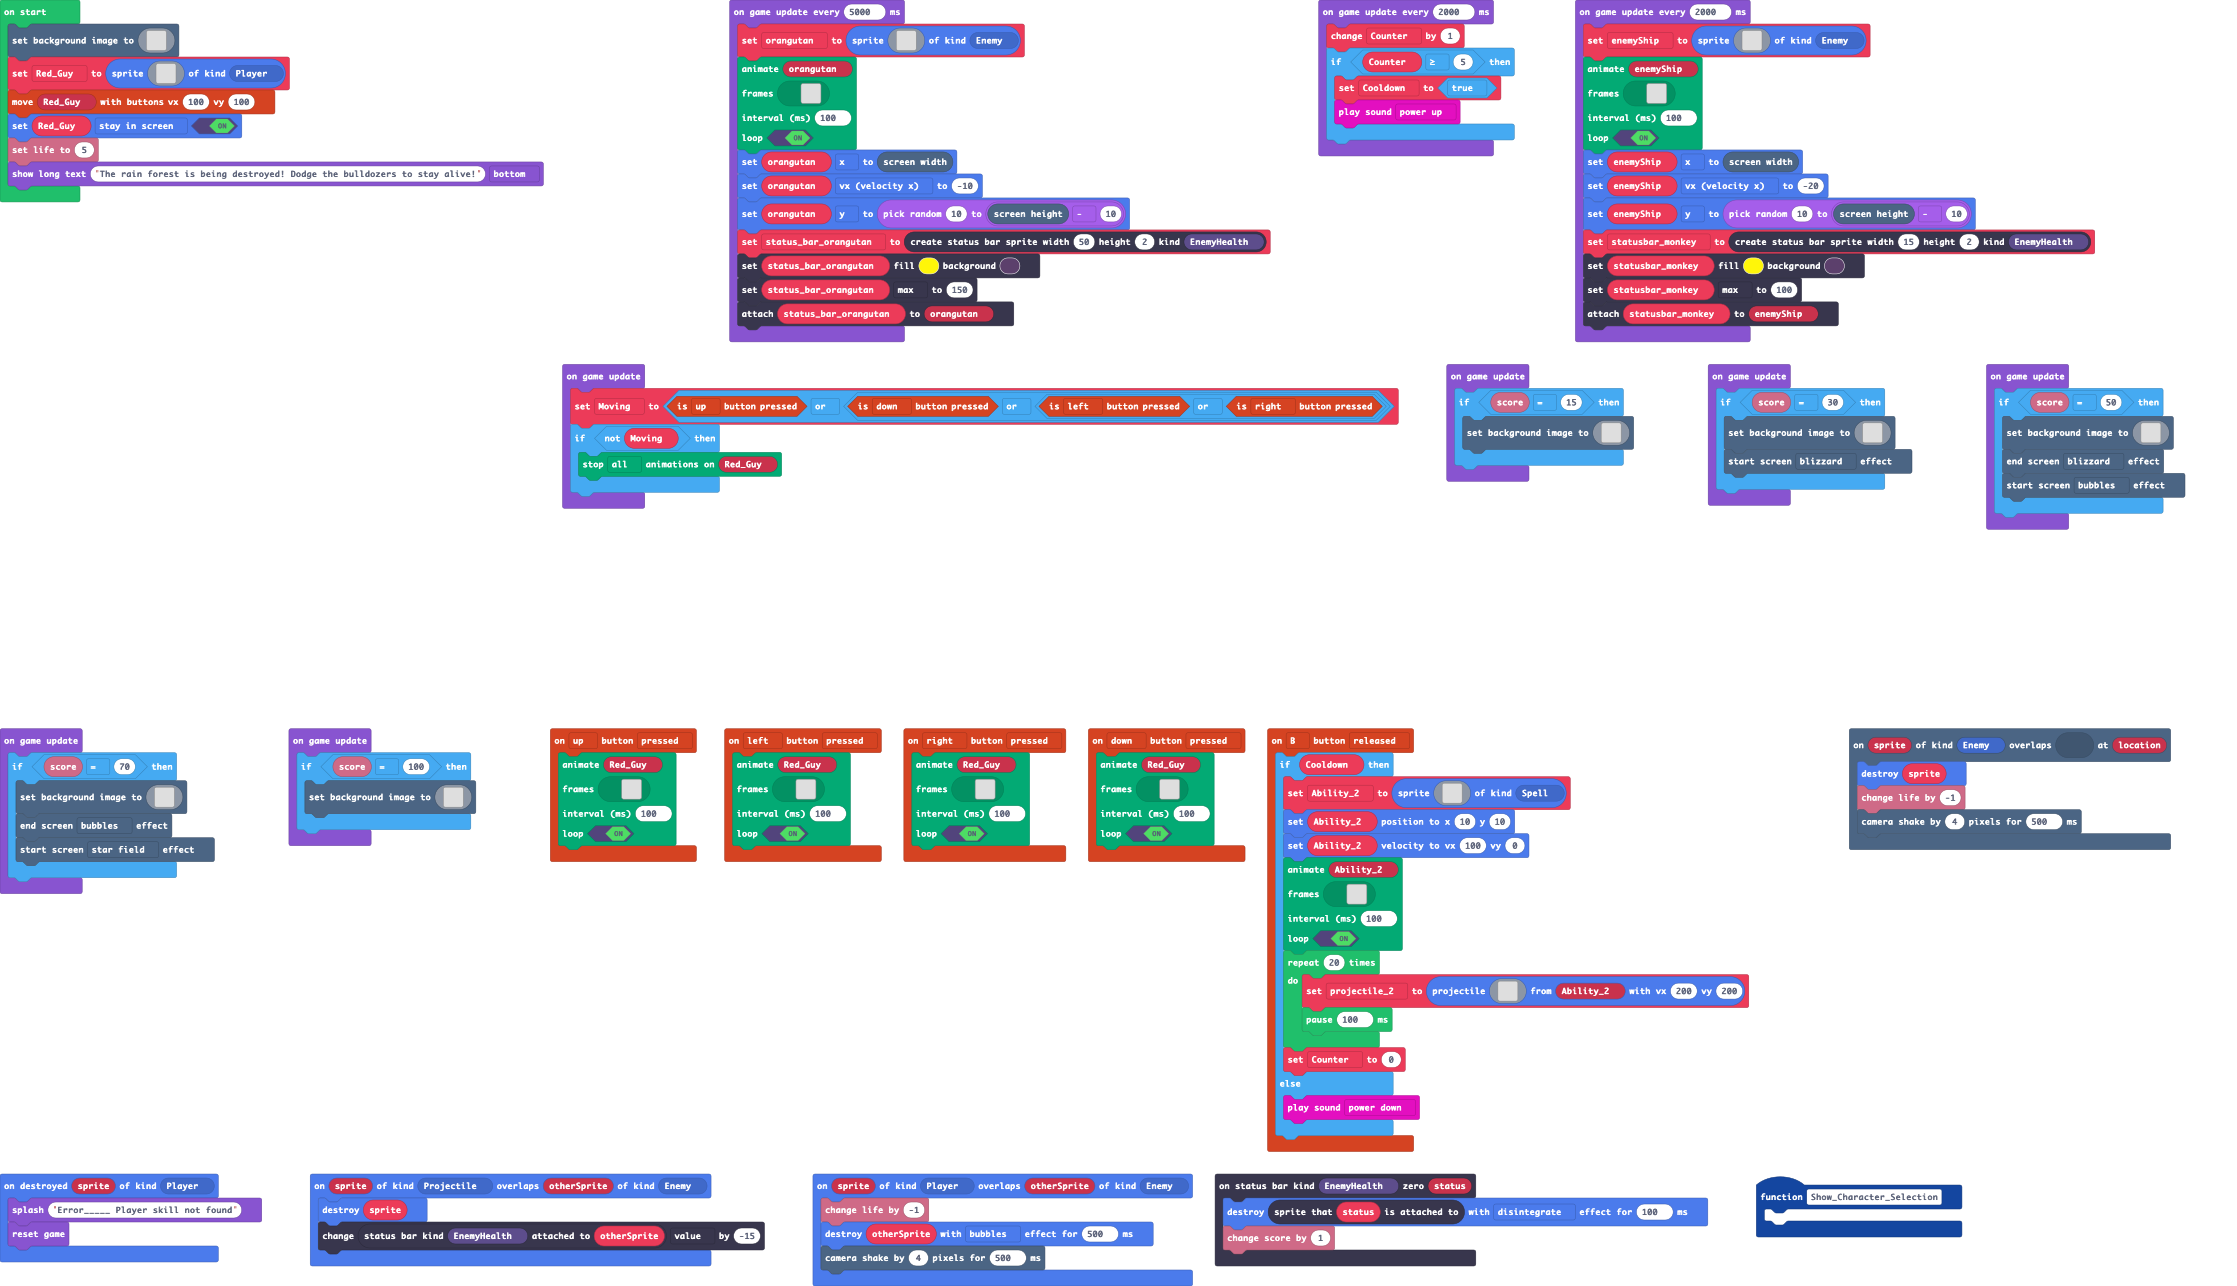 on start
set background image to
set Red_Guy to sprite of kind Player
move Red_Guy with buttons vx 100 vy 100
set Red_Guy stay in screen ON
set life to 5
show long text "The rain forest is being destroyed! Dodge the bulldozers to stay alive!" bottom
on game update every 5000 ms
set orangutan to sprite of kind Enemy
animate orangutan
frames
interval (ms) 100
loop ON
set orangutan x to screen width
set orangutan vx (velocity x) to -10
set orangutan y to pick random 10 to screen height - 10
set status_bar_orangutan to create status bar sprite width 50 height 2 kind EnemyHealth
set status_bar_orangutan fill background
set status_bar_orangutan max to 150
attach status_bar_orangutan to orangutan
on game update every 2000 ms
change Counter by 1
if Counter ≥ 5 then
set Cooldown to true
play sound power up
on game update every 2000 ms
set enemyShip to sprite of kind Enemy
animate enemyShip
frames
interval (ms) 100
loop ON
set enemyShip x to screen width
set enemyShip vx (velocity x) to -20
set enemyShip y to pick random 10 to screen height - 10
set statusbar_monkey to create status bar sprite width 15 height 2 kind EnemyHealth
set statusbar_monkey fill background
set statusbar_monkey max to 100
attach statusbar_monkey to enemyShip
on game update
set Moving to is up button pressed or is down button pressed or is left button pressed or is right button pressed
if not Moving then
stop all animations on Red_Guy
on game update
if score = 15 then
set background image to
on game update
if score = 30 then
set background image to
start screen blizzard effect
on game update
if score = 50 then
set background image to
end screen blizzard effect
start screen bubbles effect
on game update
if score = 70 then
set background image to
end screen bubbles effect
start screen star field effect
on game update
if score = 100 then
set background image to
on up button pressed
animate Red_Guy
frames
interval (ms) 100
loop ON
on left button pressed
animate Red_Guy
frames
interval (ms) 100
loop ON
on right button pressed
animate Red_Guy
frames
interval (ms) 100
loop ON
on down button pressed
animate Red_Guy
frames
interval (ms) 100
loop ON
on B button released
if Cooldown then
set Ability_2 to sprite of kind Spell
set Ability_2 position to x 10 y 10
set Ability_2 velocity to vx 100 vy 0
animate Ability_2
frames
interval (ms) 100
loop ON
repeat 20 times
do set projectile_2 to projectile from Ability_2 with vx 200 vy 200
pause 100 ms
set Counter to 0
else
play sound power down
on sprite of kind Enemy overlaps at location
destroy sprite
change life by -1
camera shake by 4 pixels for 500 ms
on destroyed sprite of kind Player
splash "Error_____ Player skill not found"
reset game
on sprite of kind Projectile overlaps otherSprite of kind Enemy
destroy sprite
change status bar kind EnemyHealth attached to otherSprite value by -15
on sprite of kind Player overlaps otherSprite of kind Enemy
change life by -1
destroy otherSprite with bubbles effect for 500 ms
camera shake by 4 pixels for 500 ms
on status bar kind EnemyHealth zero status
destroy sprite that status is attached to with disintegrate effect for 100 ms
change score by 1
function Show_Character_Selection